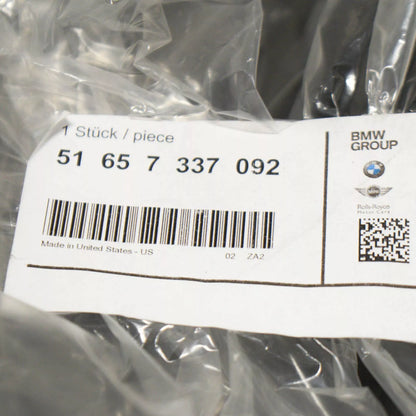 1 Stück / piece
51 65 7 337 092
Made in United States - US
02 ZA2
BMW
GROUP
Rolls-Royce
Motor Cars